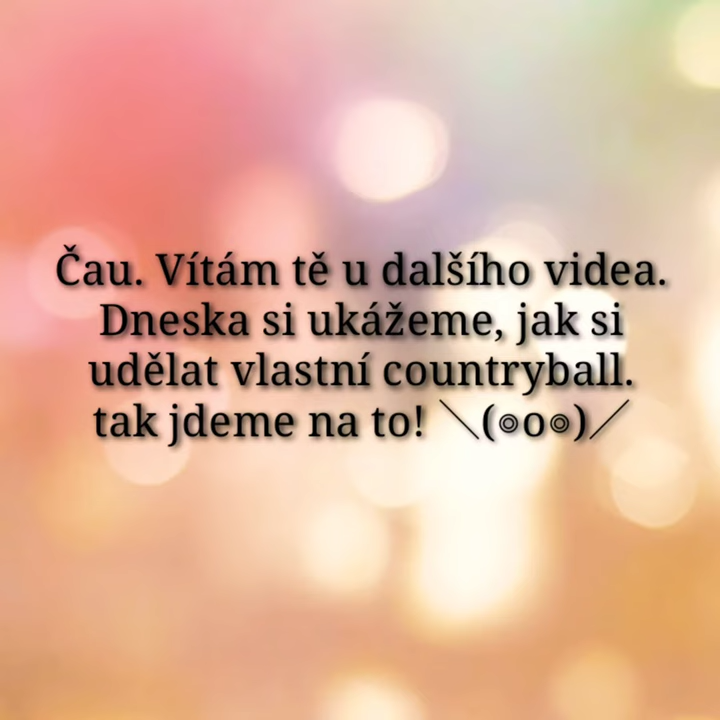 Čau. Vítám tě u dalšího videa.
Dneska si ukážeme, jak si
udělat vlastní countryball.
tak jdeme na to! ＼(๏o๏)／